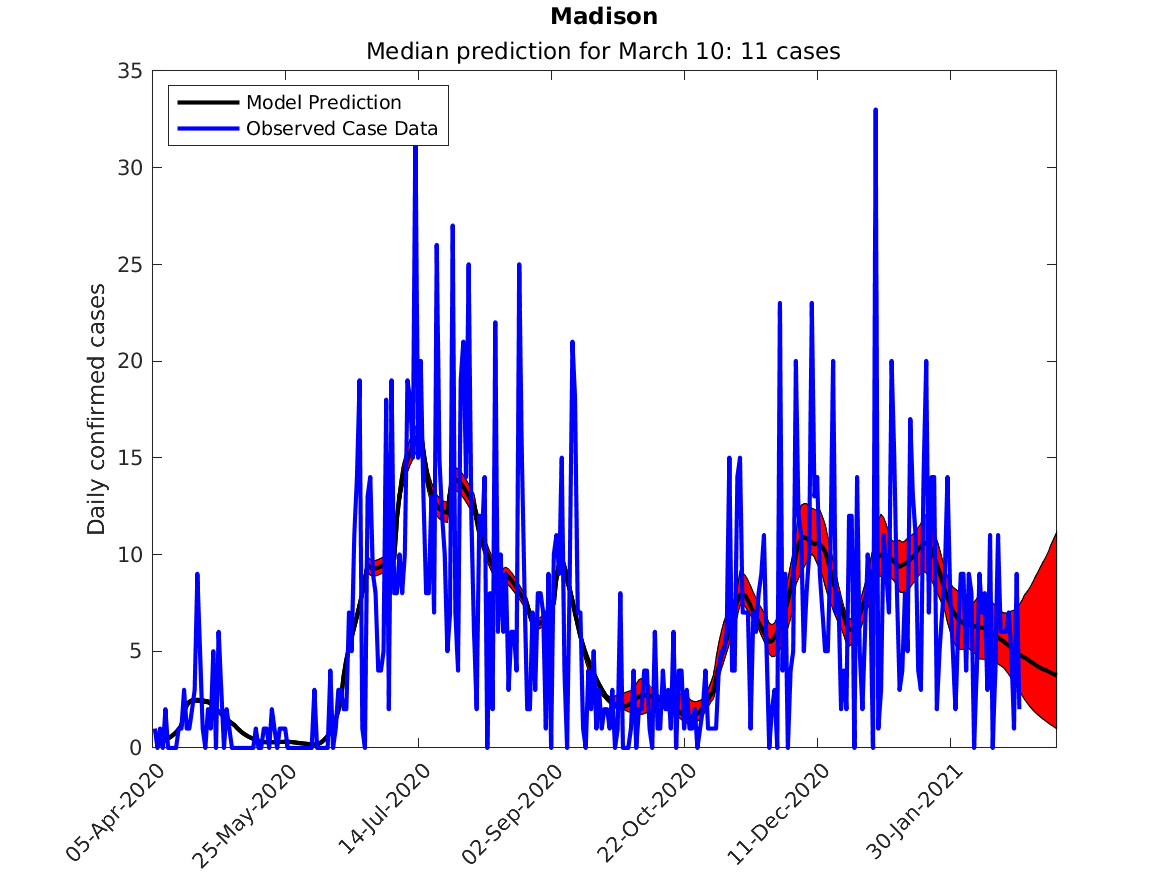 Madison
Median prediction for March 10: 11 cases
Model Prediction
Observed Case Data
Daily confirmed cases
35
30
25
20
15
10
5
0
05-Apr-2020
25-May-2020
14-Jul-2020
02-Sep-2020
22-Oct-2020
11-Dec-2020
30-Jan-2021